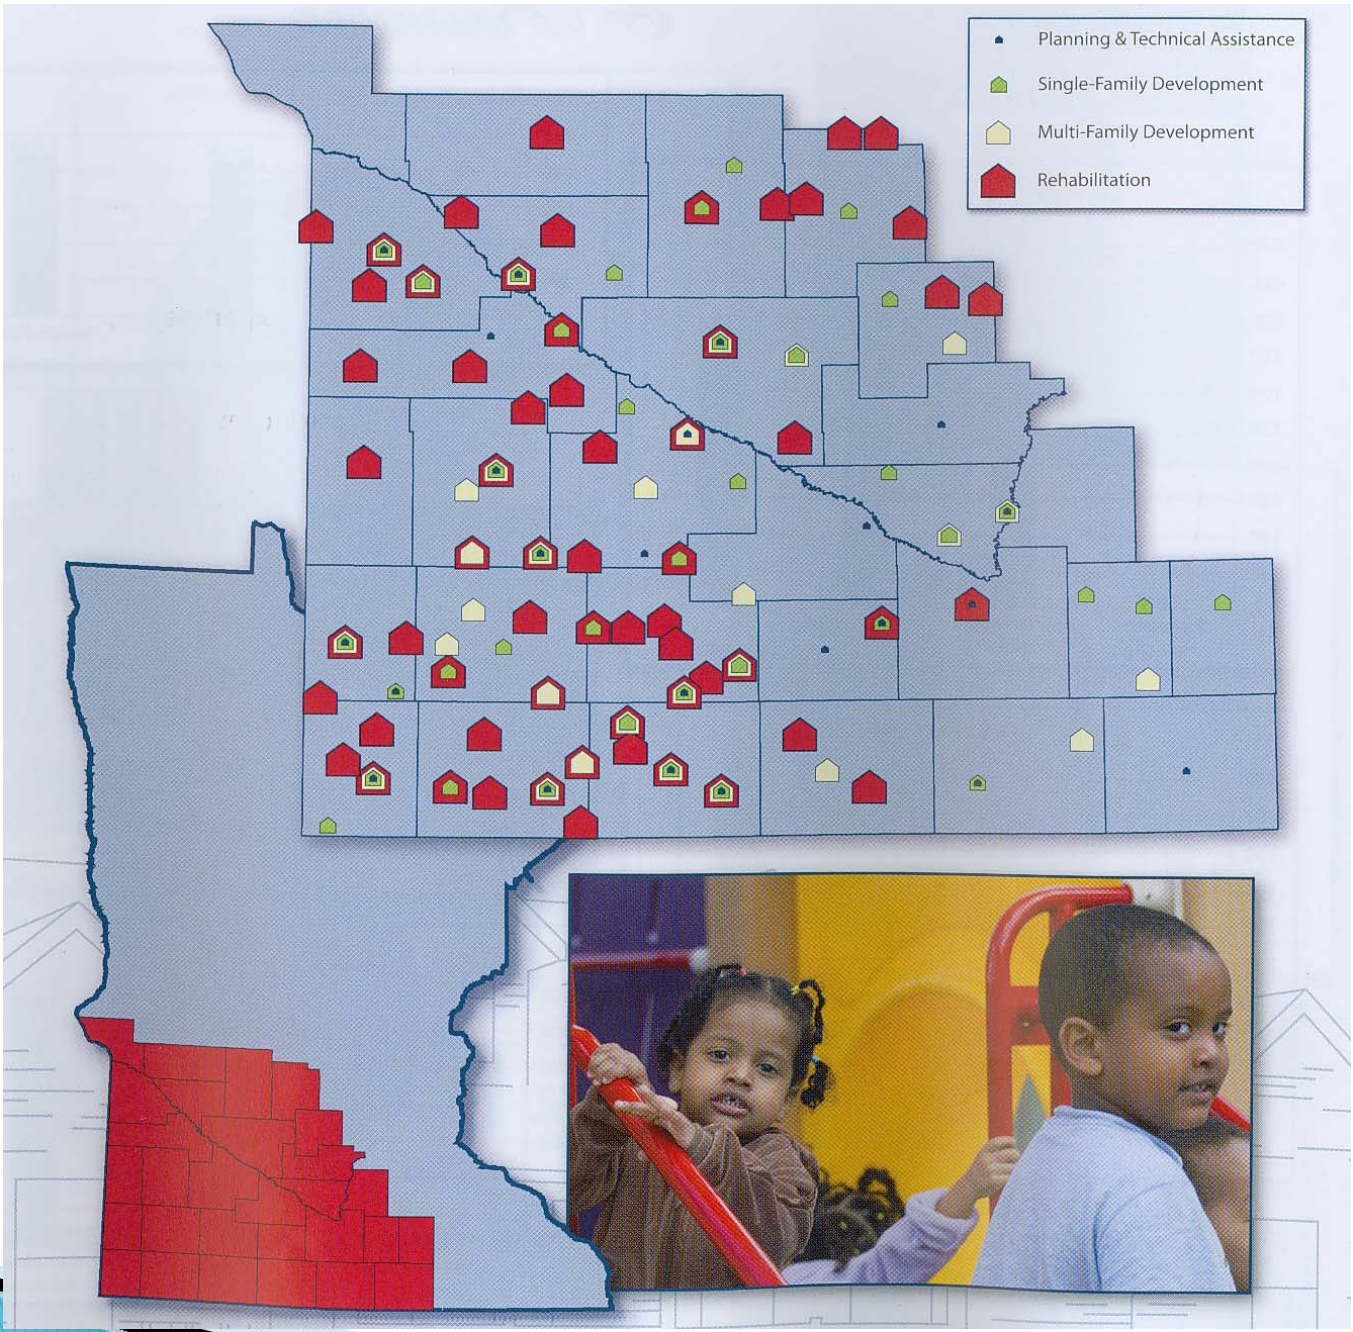 Planning & Technical Assistance
Single-Family Development
Multi-Family Development
Rehabilitation